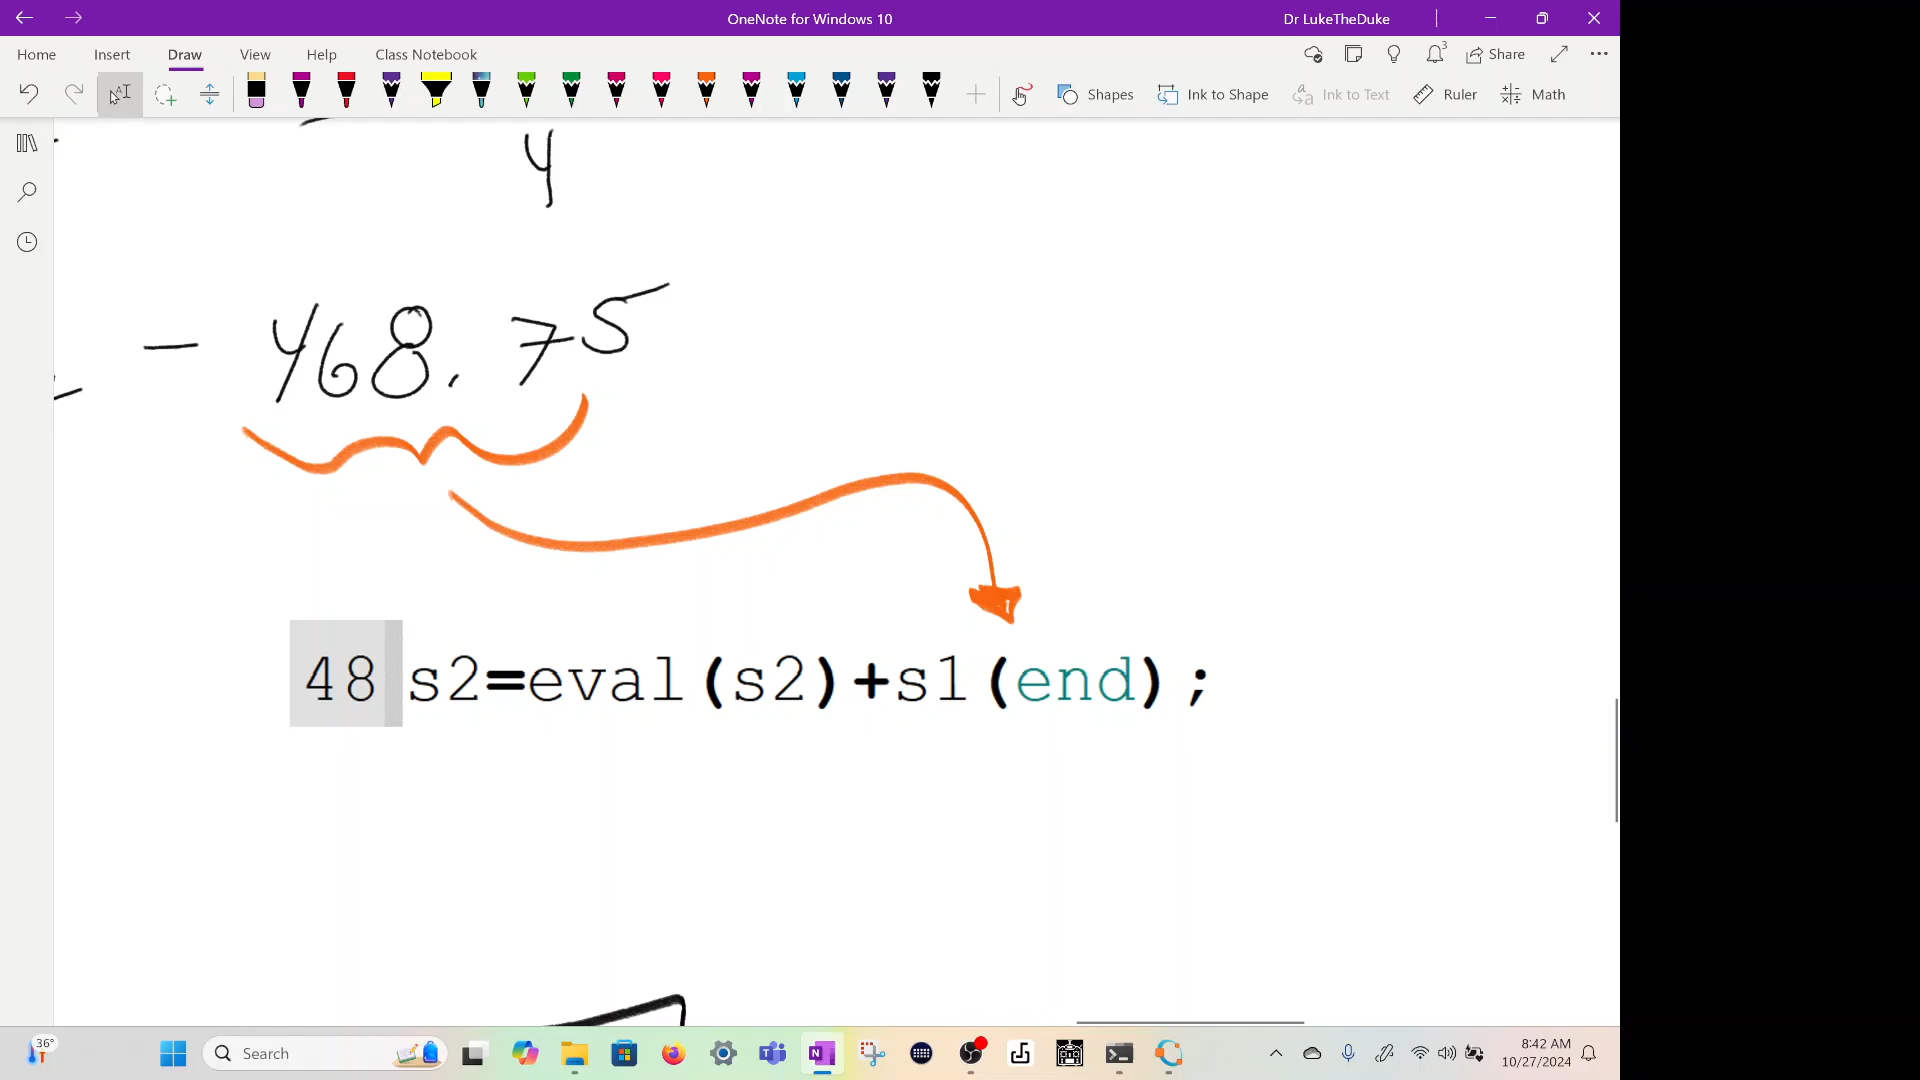 OneNote for Windows 10
Dr LukeTheDuke
Home Insert Draw View Help Class Notebook
3
Share
Shapes Ink to Shape Ink to Text Ruler Math
4
- 468.75
48 s2=eval(s2)+s1(end);
36°
Search
8:42 AM
10/27/2024